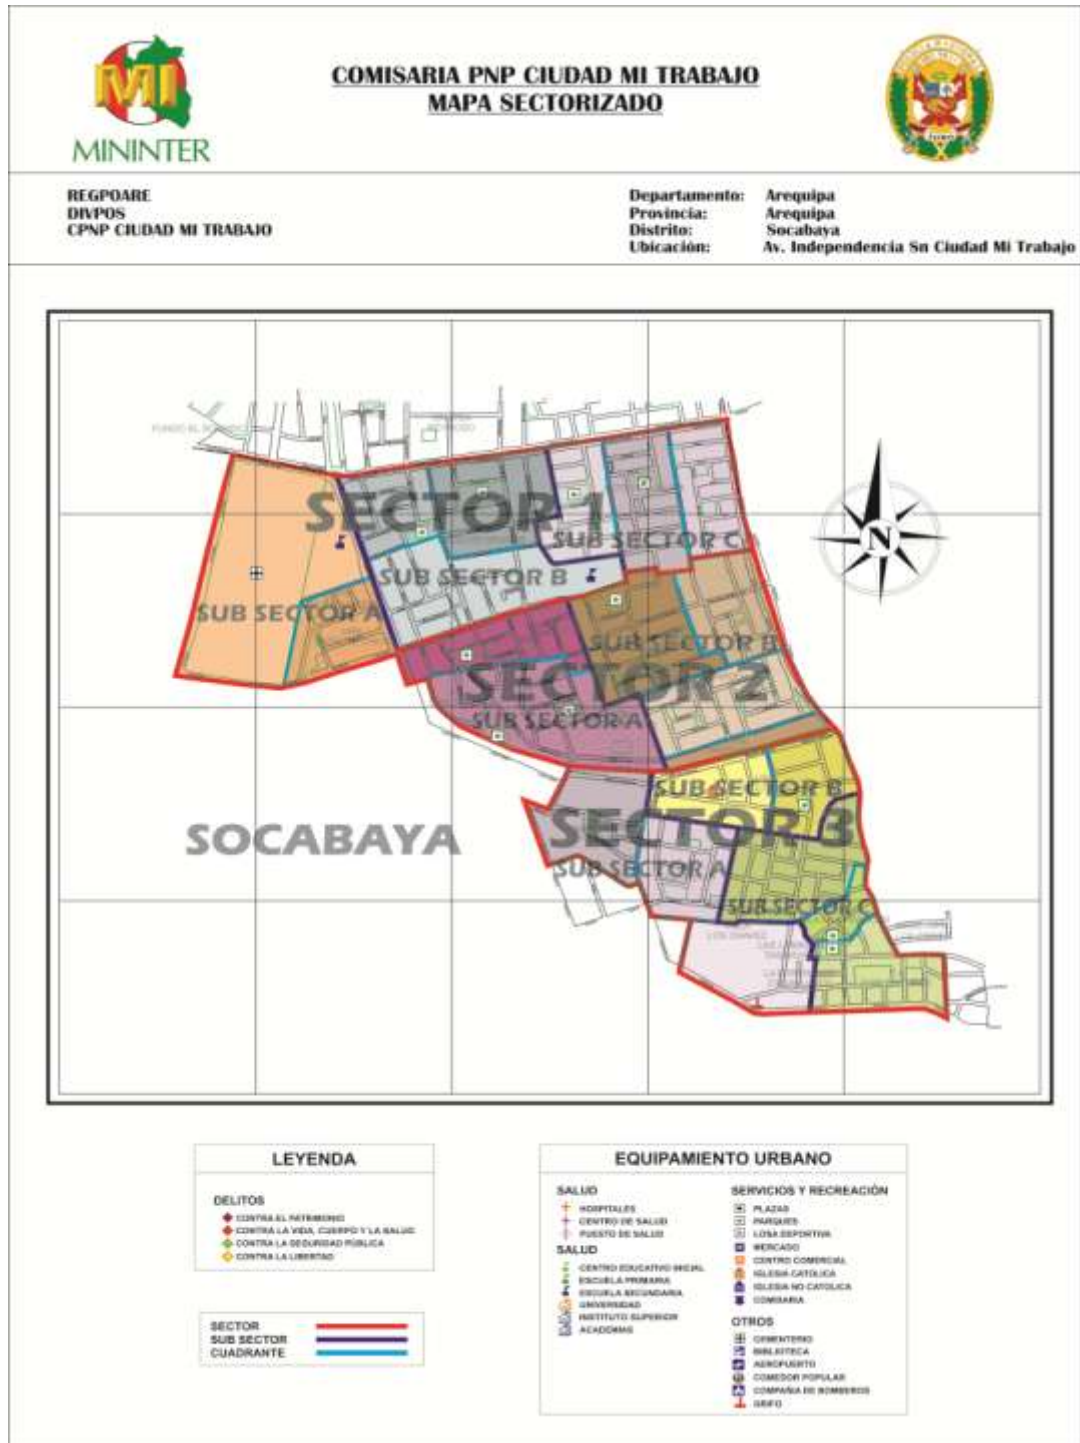 MI
MININTER
COMISARIA PNP CIUDAD MI TRABAJO
MAPA SECTORIZADO
REGPOARE
DIVPOS
CPNP CIUDAD MI TRABAJO
Departamento: Arequipa
Provincia: Arequipa
Distrito: Socabaya
Ubicación: Av. Independencia Sn Ciudad Mi Trabajo
SECTOR 1
SUB SECTOR C
SUB SECTOR B
SUB SECTOR A
SUB SECTOR B
SECTOR 2
SUB SECTOR A
SUB SECTOR B
SECTOR 3
SUB SECTOR A
SUB SECTOR C
SOCABAYA
N
LEYENDA
DELITOS
CONTRA EL PATRIMONIO
CONTRA LA VIDA, CUERPO Y LA SALUD
CONTRA LA SEGURIDAD PÚBLICA
CONTRA LA LIBERTAD
SECTOR
SUB SECTOR
CUADRANTE
EQUIPAMIENTO URBANO
SALUD
HOSPITALES
CENTRO DE SALUD
PUESTO DE SALUD
SALUD
CENTRO EDUCATIVO INICIAL
ESCUELA PRIMARIA
ESCUELA SECUNDARIA
UNIVERSIDAD
INSTITUTO SUPERIOR
ACADEMIAS
SERVICIOS Y RECREACIÓN
PLAZAS
PARQUES
LOSA DEPORTIVA
MERCADO
CENTRO COMERCIAL
IGLESIA CATOLICA
IGLESIA NO CATOLICA
COMISARIA
OTROS
CEMENTERIO
BIBLIOTECA
AEROPUERTO
COMEDOR POPULAR
COMPAÑIA DE BOMBEROS
GRIFO